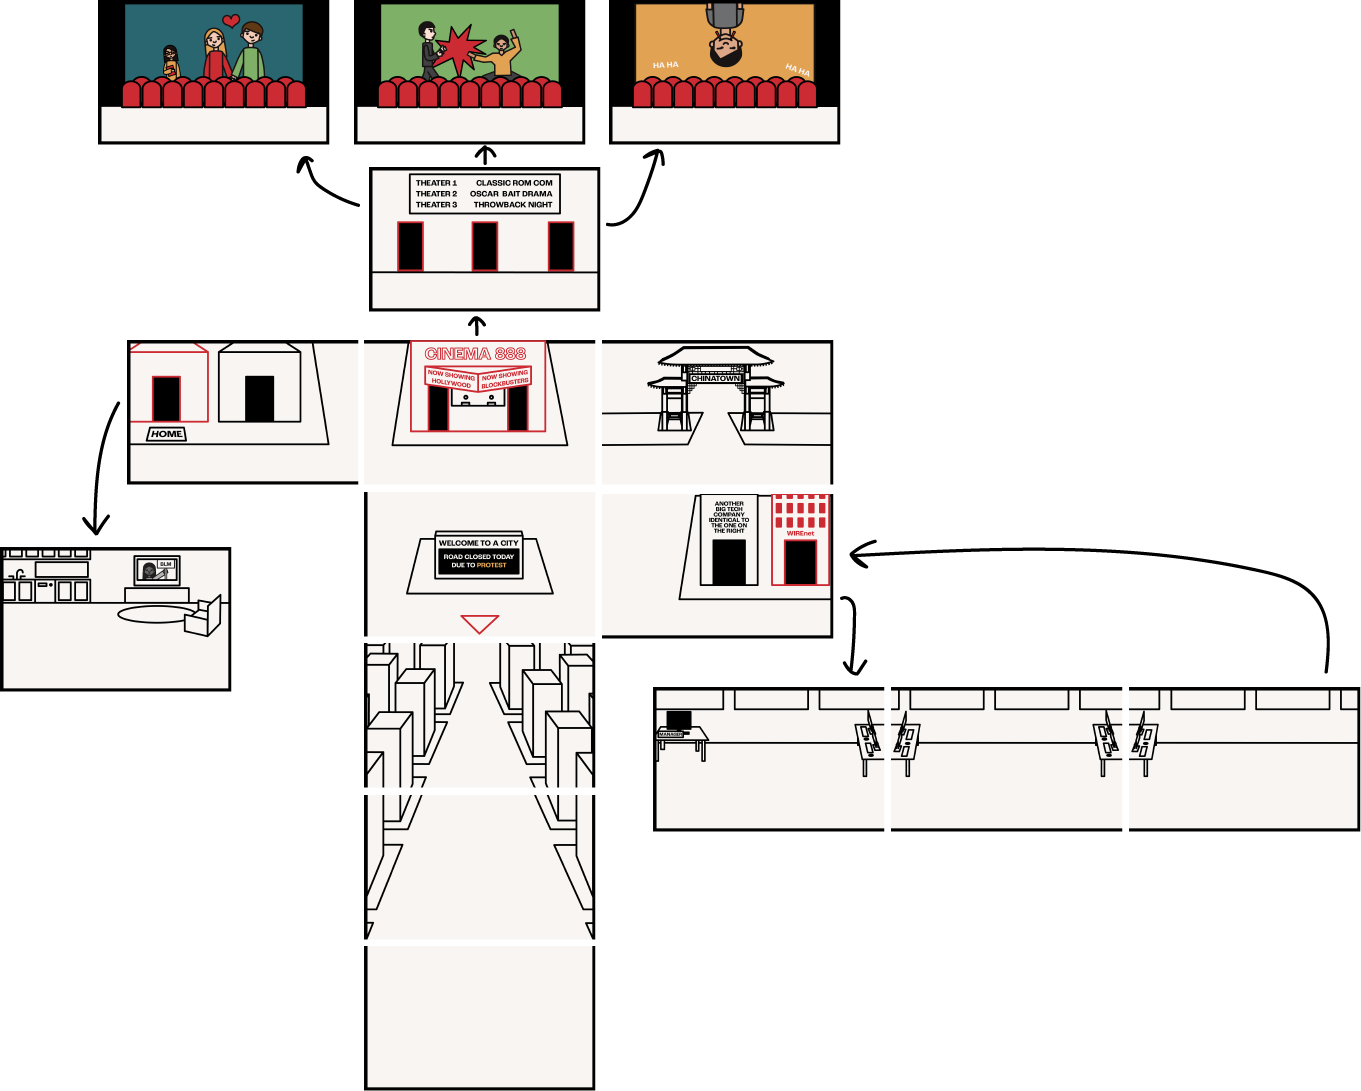 HA HA
HA HA
THEATER 1 CLASSIC ROM COM
THEATER 2 OSCAR BAIT DRAMA
THEATER 3 THROWBACK NIGHT
HOME
CINEMA 888
NOW SHOWING
HOLLYWOOD
NOW SHOWING
BLOCKBUSTERS
CHINATOWN
BLM
WELCOME TO A CITY
ROAD CLOSED TODAY
DUE TO PROTEST
ANOTHER
BIG TECH
COMPANY
IDENTICAL TO
THE ONE ON
THE RIGHT
WIREnet
MANAGER